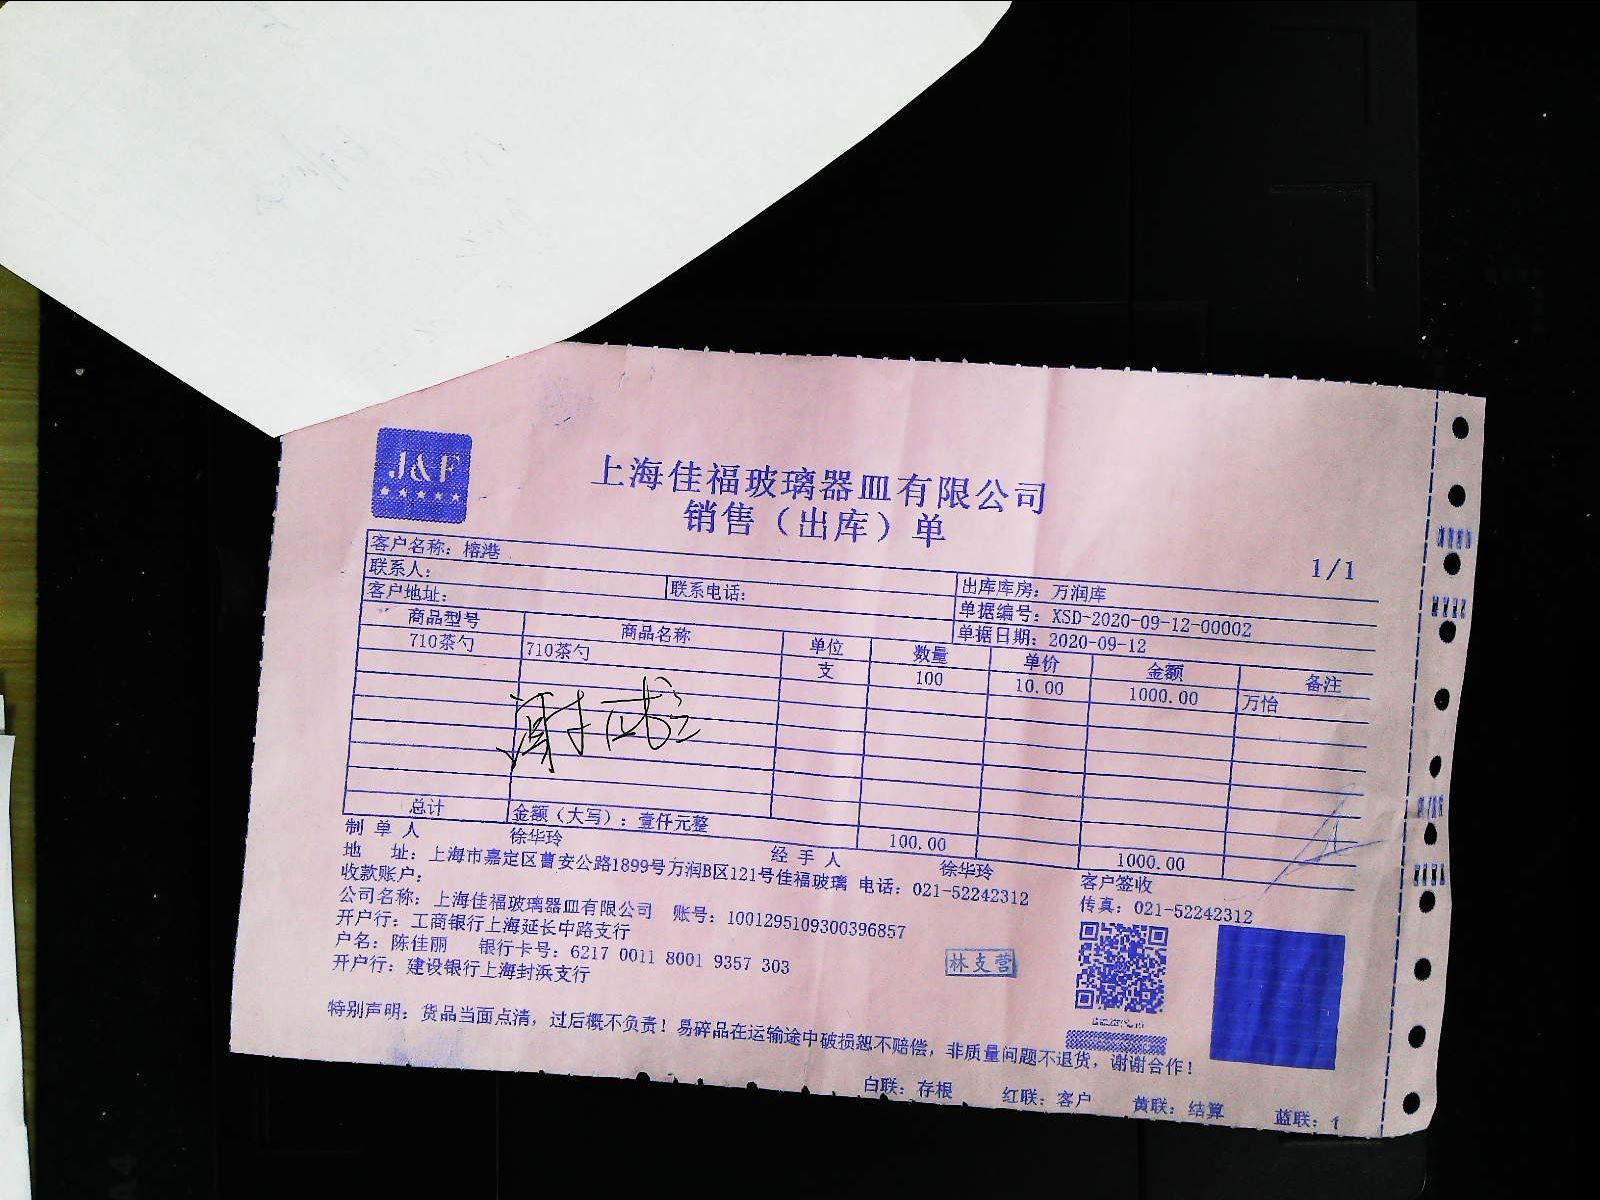 J&F
上海佳福玻璃器皿有限公司
销售（出库）单
1/1
客户名称：榕港
联系人：
联系电话：
出库库房：万润库
客户地址：
单据编号：XSD-2020-09-12-00002
单据日期：2020-09-12
商品型号 商品名称 单位 数量 单价 金额 备注
710茶勺 710茶勺 支 100 10.00 1000.00 万怡
总计 金额（大写）：壹仟元整 100.00 1000.00
制单人 徐华玲 经手人 徐华玲 客户签收
地 址：上海市嘉定区曹安公路1899号万润B区121号佳福玻璃 电话：021-52242312 传真：021-52242312
收款账户：
公司名称：上海佳福玻璃器皿有限公司 账号：1001295109300396857
开户行：工商银行上海延长中路支行
户名：陈佳丽 银行卡号：6217 0011 8001 9357 303
开户行：建设银行上海封浜支行
林支营
特别声明：货品当面点清，过后概不负责！易碎品在运输途中破损恕不赔偿，非质量问题不退货，谢谢合作！
白联：存根 红联：客户 黄联：结算 蓝联：